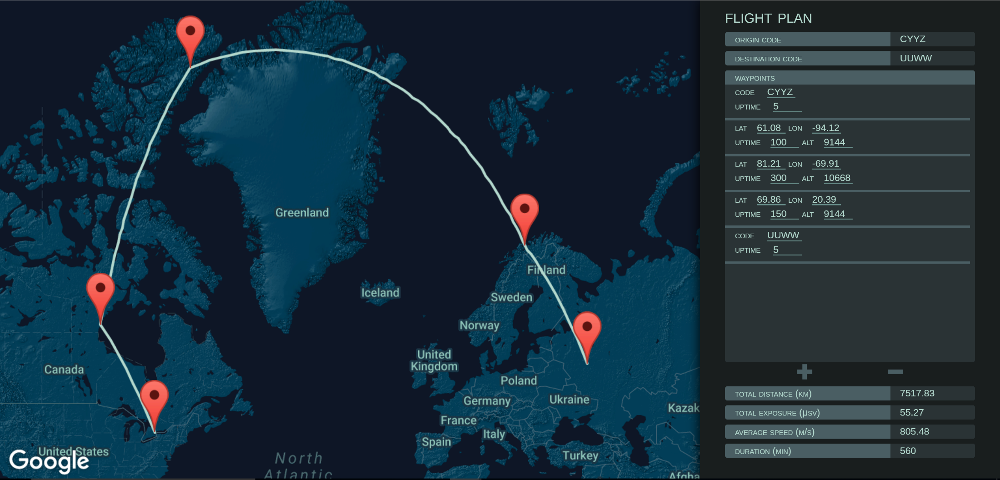 Greenland
Iceland
Finland
Sweden
Norway
United
Kingdom
Canada
Poland
Germany
Ukraine
Kazak
France
Italy
Spain
United States
Google
North
Atlantic
Turkey
Afgha
FLIGHT PLAN
ORIGIN CODE CYYZ
DESTINATION CODE UUWW
WAYPOINTS
CODE CYYZ
UPTIME 5
LAT 61.08 LON -94.12
UPTIME 100 ALT 9144
LAT 81.21 LON -69.91
UPTIME 300 ALT 10668
LAT 69.86 LON 20.39
UPTIME 150 ALT 9144
CODE UUWW
UPTIME 5
TOTAL DISTANCE (KM) 7517.83
TOTAL EXPOSURE (μSV) 55.27
AVERAGE SPEED (M/S) 805.48
DURATION (MIN) 560